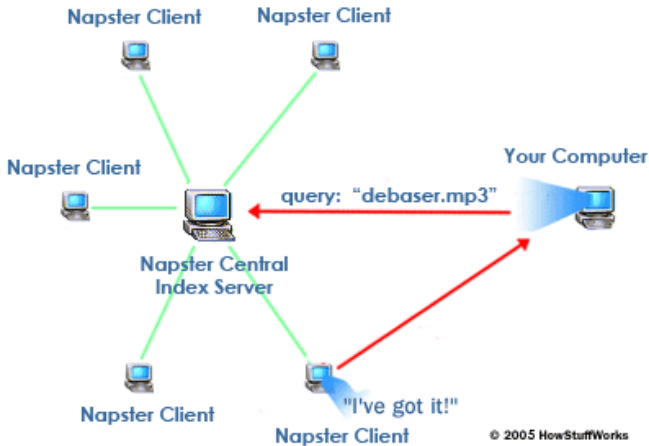 Napster Client
Napster Client
Napster Client
Your Computer
query: “debaser.mp3”
Napster Central
Index Server
"I've got it!"
Napster Client
Napster Client
© 2005 HowStuffWorks